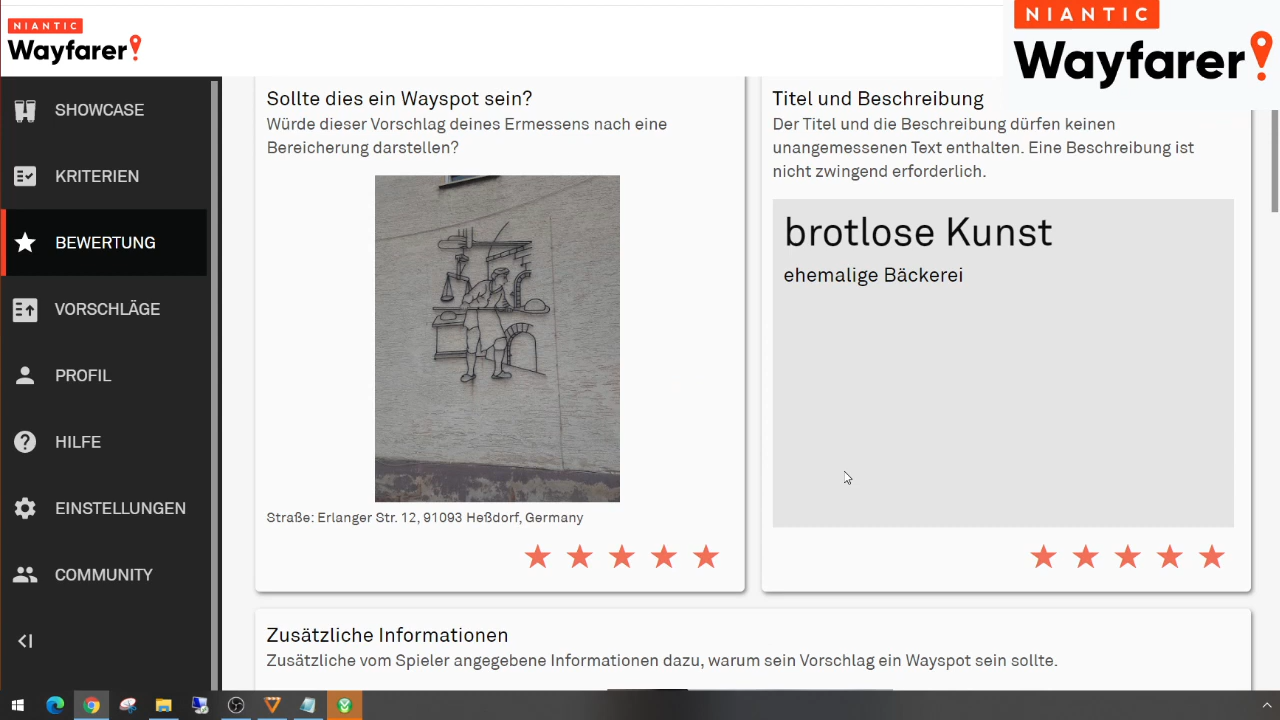 NIANTIC
Wayfarer!
NIANTIC
Wayfarer!
SHOWCASE
KRITERIEN
BEWERTUNG
VORSCHLÄGE
PROFIL
HILFE
EINSTELLUNGEN
COMMUNITY
Sollte dies ein Wayspot sein?
Würde dieser Vorschlag deines Ermessens nach eine
Bereicherung darstellen?
Straße: Erlanger Str. 12, 91093 Heßdorf, Germany
Titel und Beschreibung
Der Titel und die Beschreibung dürfen keinen
unangemessenen Text enthalten. Eine Beschreibung ist
nicht zwingend erforderlich.
brotlose Kunst
ehemalige Bäckerei
Zusätzliche Informationen
Zusätzliche vom Spieler angegebene Informationen dazu, warum sein Vorschlag ein Wayspot sein sollte.